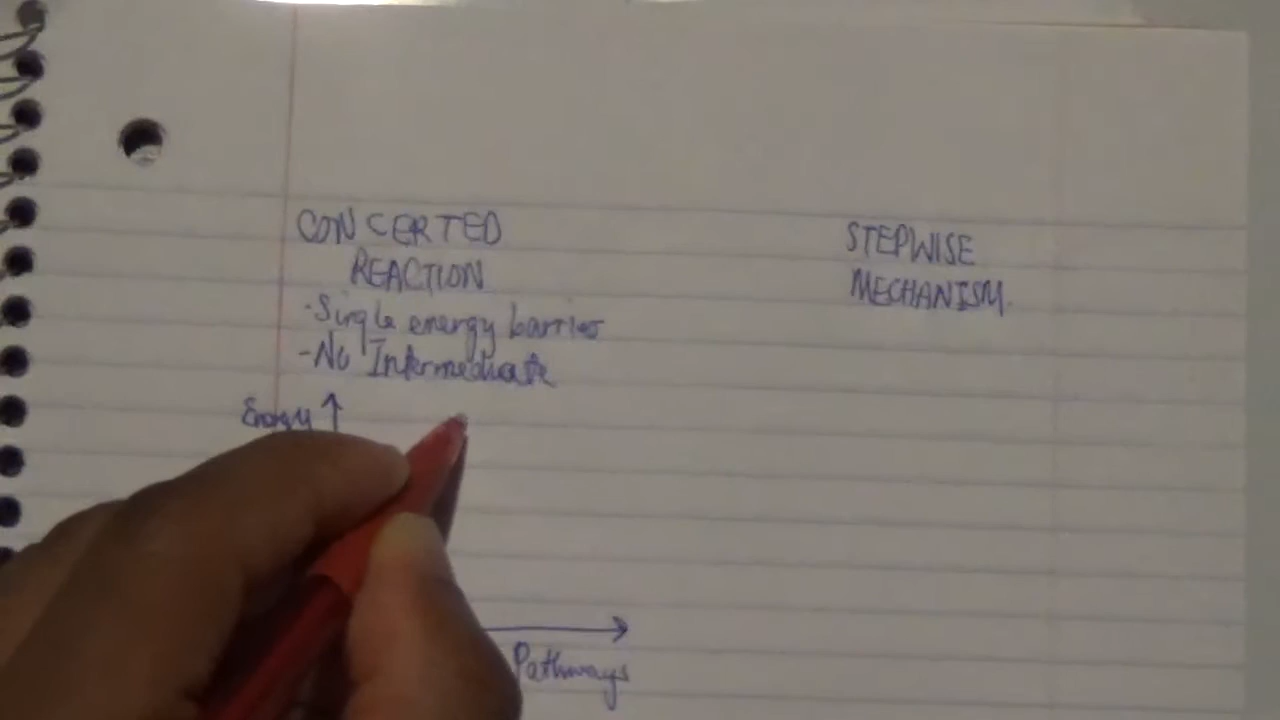 CONCERTED
REACTION
- Single energy barrier
- No Intermediate
Energy
Pathways
STEPWISE
MECHANISM.